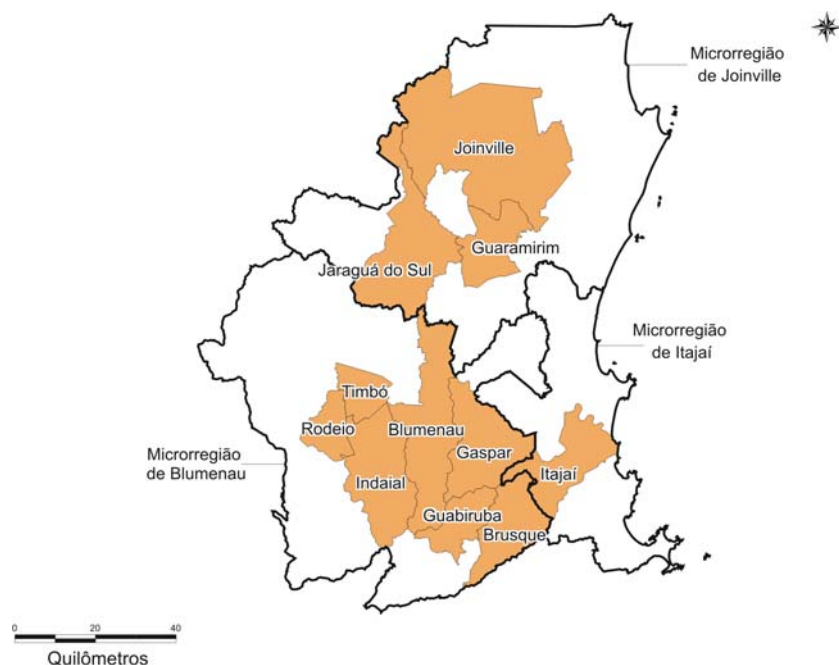 Microrregião
de Joinville
Joinville
Guaramirim
Jaraguá do Sul
Microrregião
de Itajaí
Timbó
Rodeio
Blumenau
Gaspar
Microrregião
de Blumenau
Itajaí
Indaial
Guabiruba
Brusque
0 20 40
Quilômetros